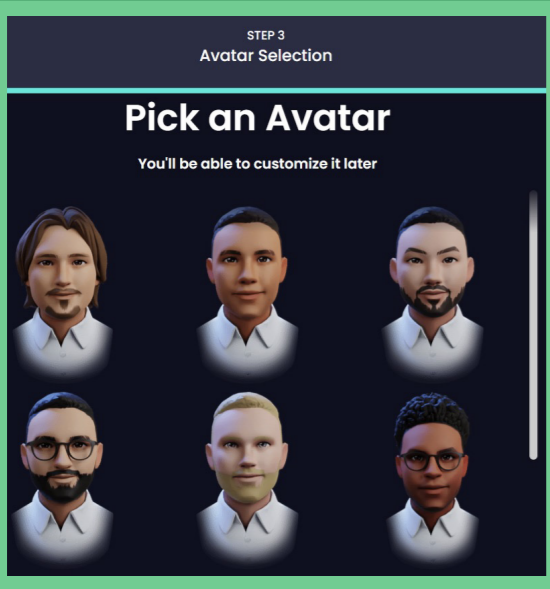 STEP 3
Avatar Selection
Pick an Avatar
You'll be able to customize it later